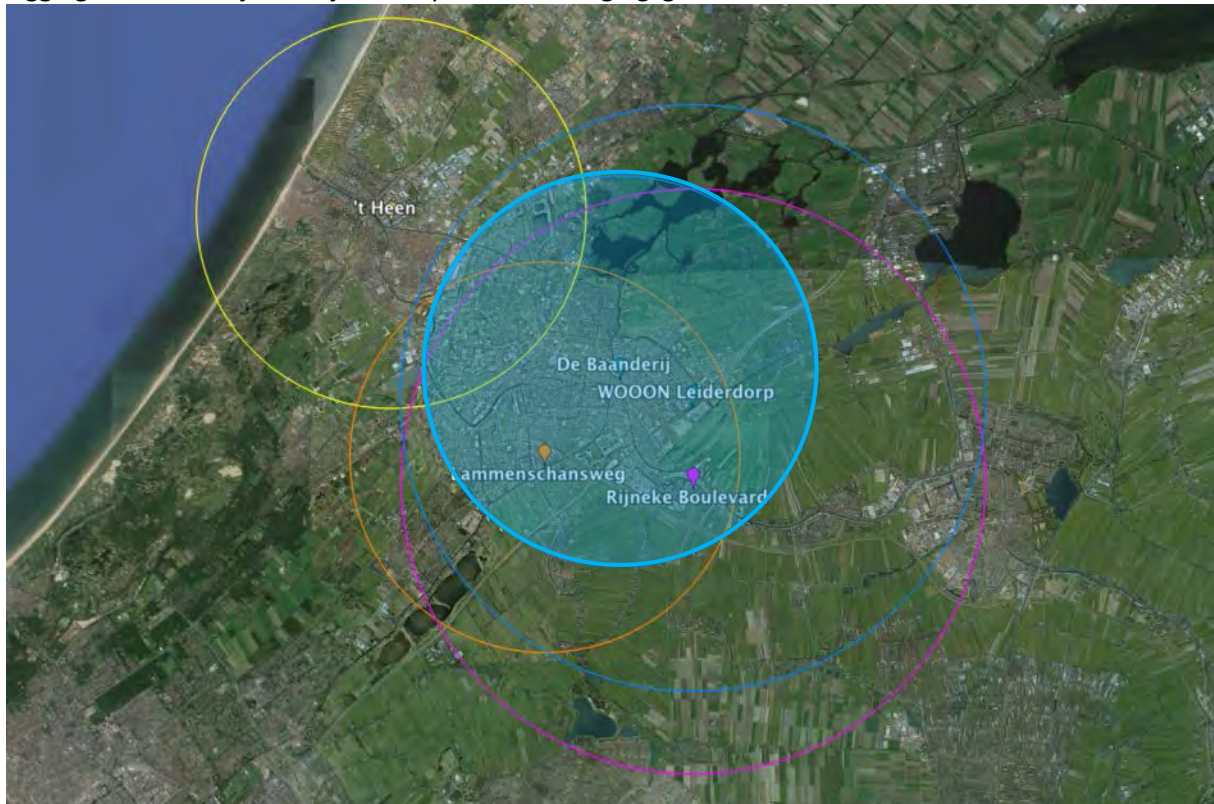 't Heen
De Baanderij
WOOON Leiderdorp
Lammenschansweg
Rijneke Boulevard